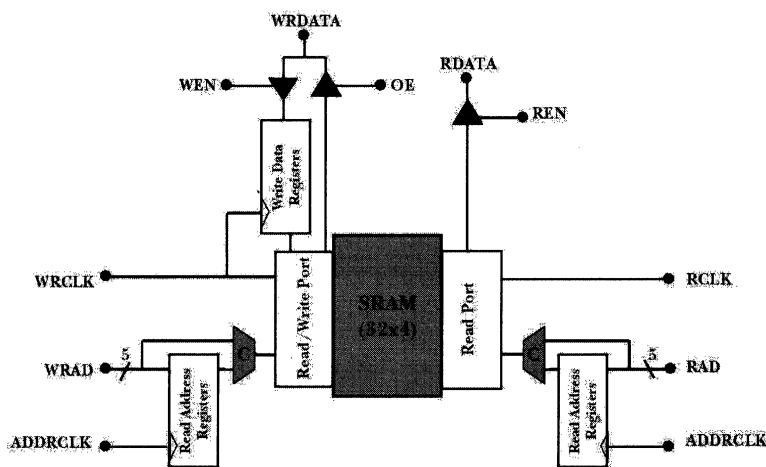 WRDATA
RDATA
WEN
OE
REN
Write Data
Registers
WRCLK
Read/Write Port
SRAM
(32x4)
Read Port
RCLK
WRAD
5
C
C
5
RAD
Read Address
Registers
Read Address
Registers
ADDRCLK
ADDRCLK